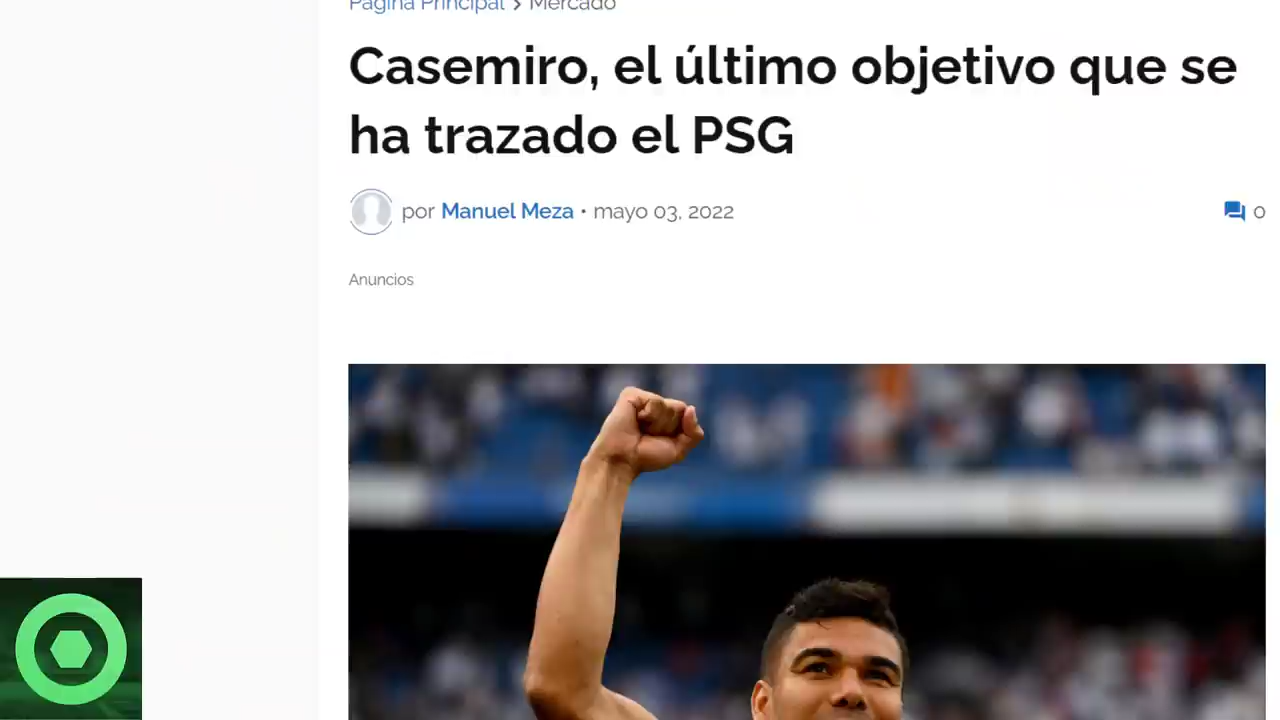 Página Principal > Mercado
Casemiro, el último objetivo que se
ha trazado el PSG
por Manuel Meza • mayo 03, 2022
0
Anuncios